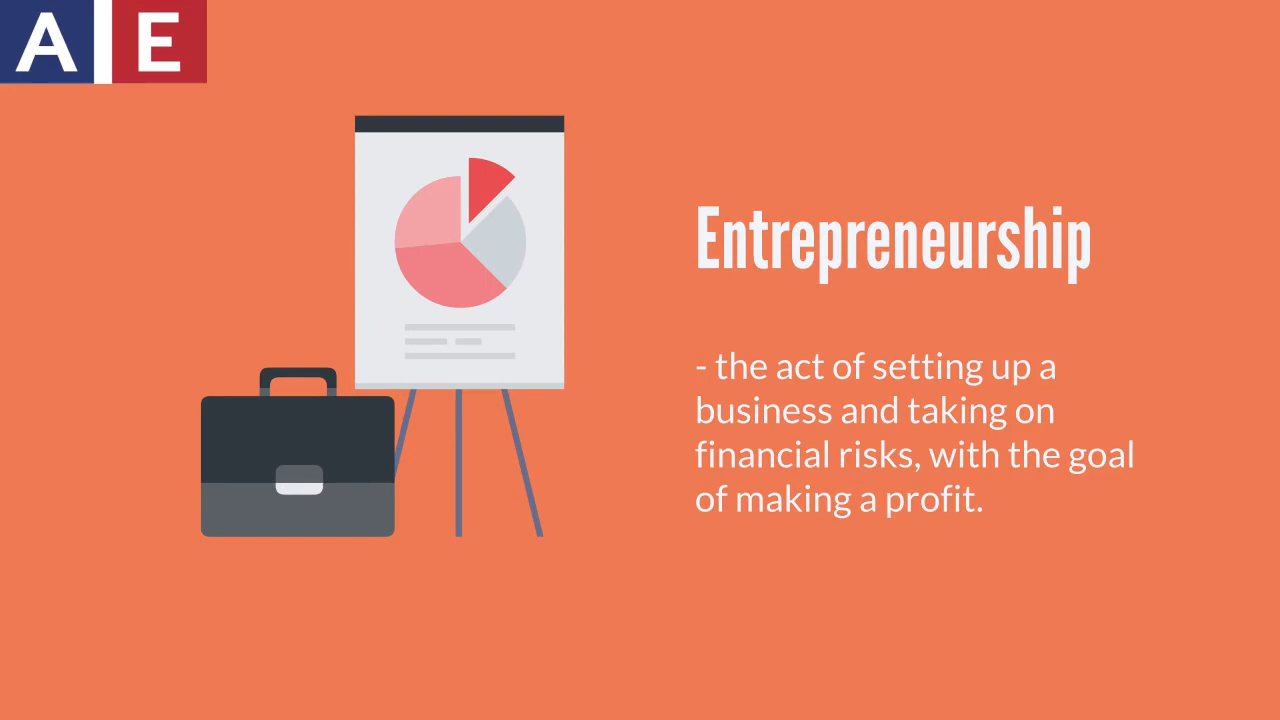 A E
Entrepreneurship
- the act of setting up a
business and taking on
financial risks, with the goal
of making a profit.